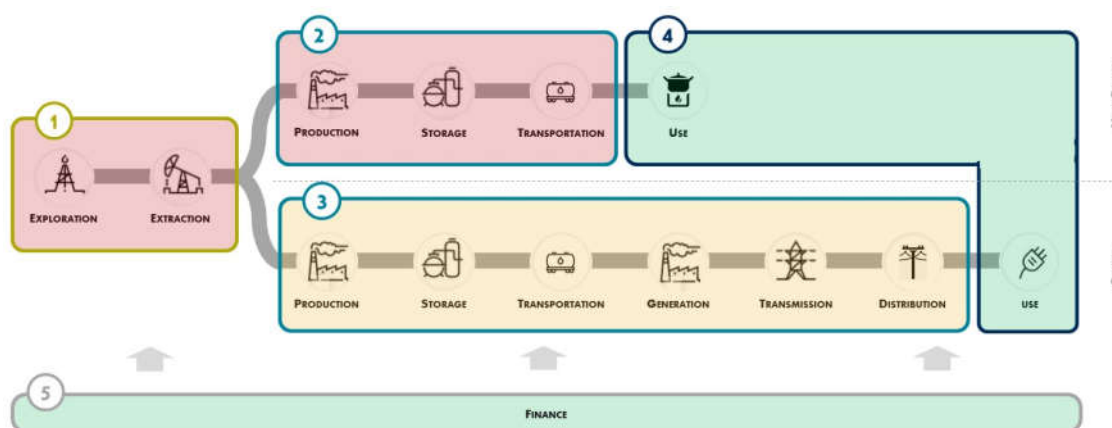 2
4
1
PRODUCTION STORAGE TRANSPORTATION USE
EXPLORATION EXTRACTION
3
PRODUCTION STORAGE TRANSPORTATION GENERATION TRANSMISSION DISTRIBUTION USE
5
FINANCE